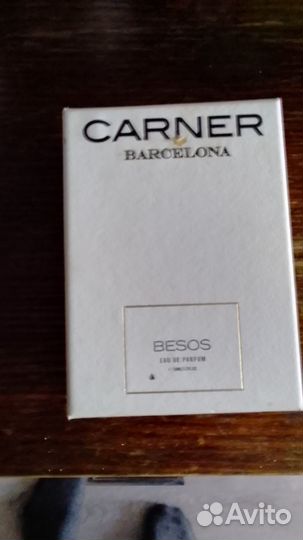 CARNER
BARCELONA
BESOS
EAU DE PARFUM
Avito